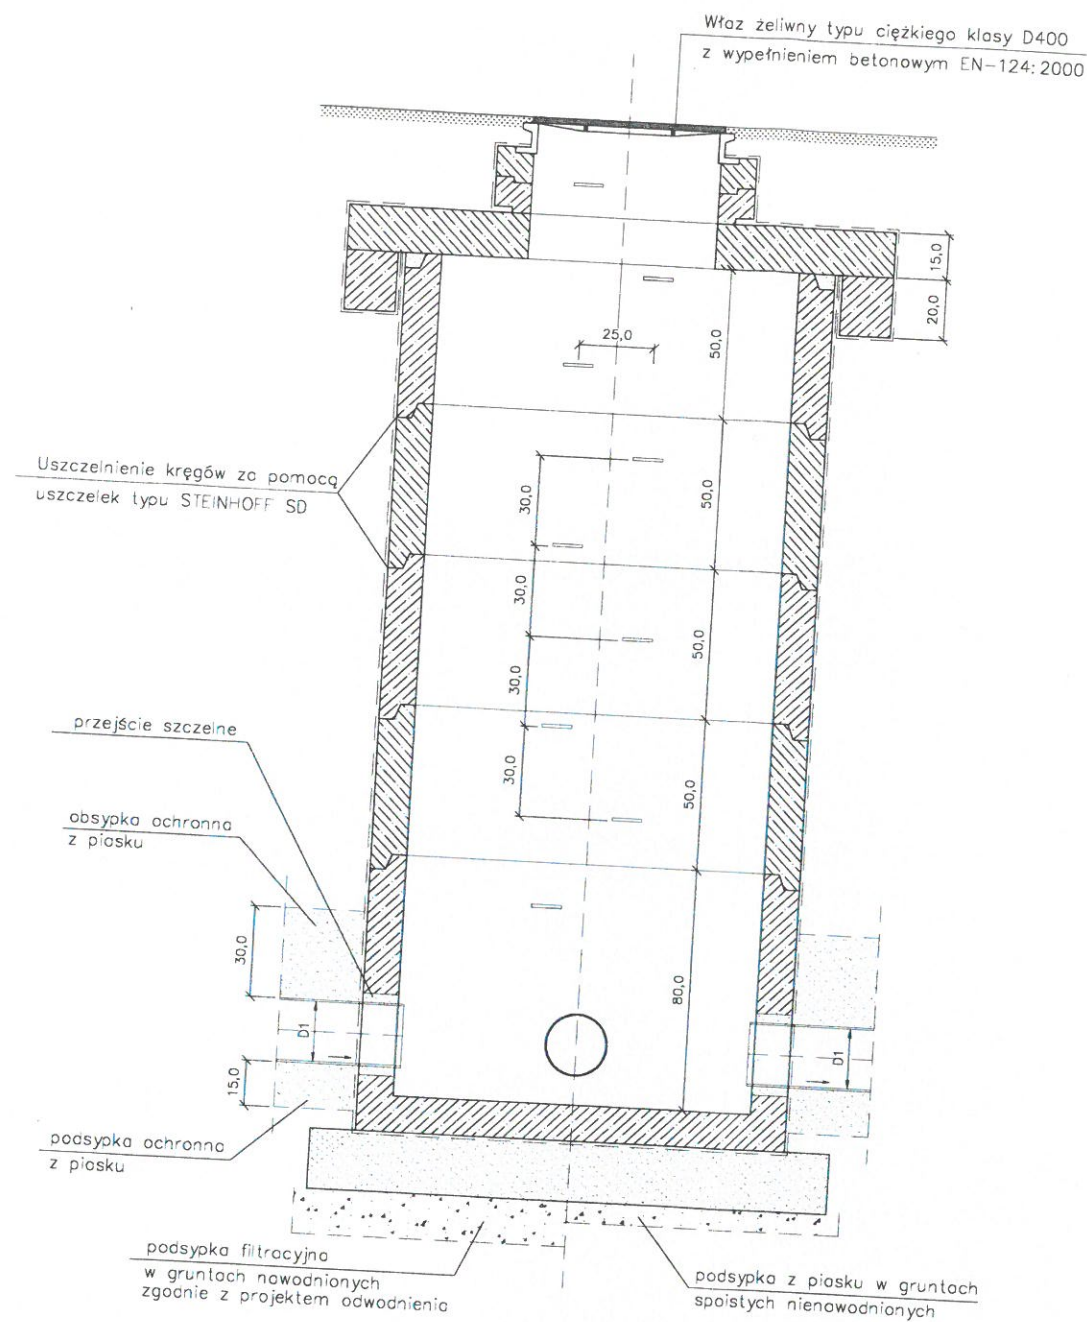 Właz żeliwny typu ciężkiego klasy D400
z wypełnieniem betonowym EN-124:2000
15,0
20,0
25,0
50,0
Uszczelnienie kręgów za pomocą
uszczelek typu STEINHOFF SD
30,0
50,0
30,0
50,0
30,0
przejście szczelne
30,0
50,0
obsypka ochronna
z piasku
30,0
80,0
D1
D1
15,0
podsypka ochronna
z piasku
podsypka filtracyjna
w gruntach nawodnionych
zgodnie z projektem odwodnienia
podsypka z piasku w gruntach
spoistych nienawodnionych